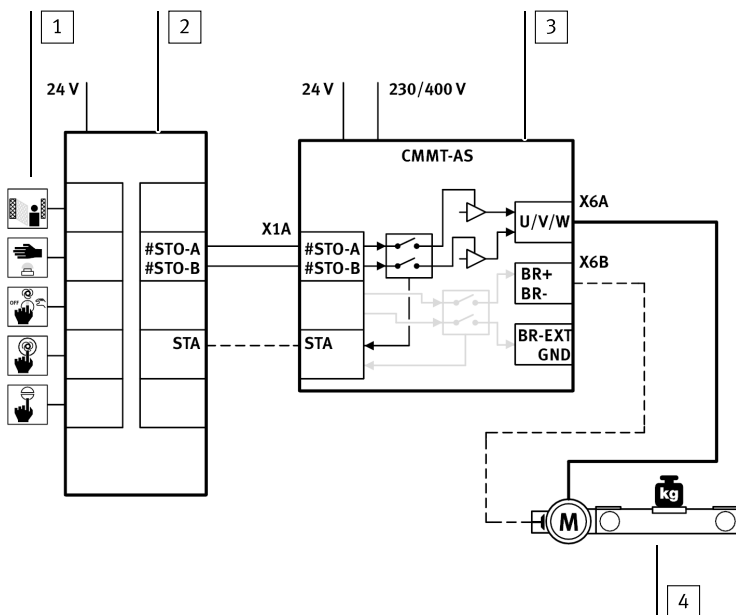 1
2
3
24 V
24 V
230/400 V
CMMT-AS
X6A
U/V/W
X1A
#STO-A
#STO-B
#STO-A
#STO-B
X6B
BR+
BR-
OFF
STA
STA
BR-EXT
GND
kg
M
4